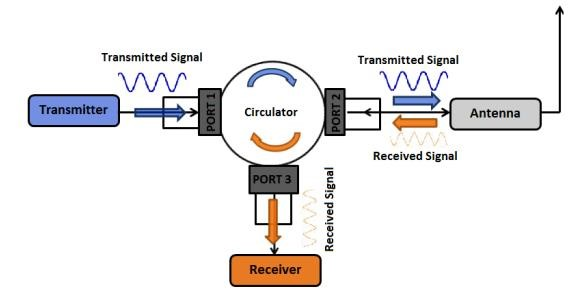 Transmitted Signal
Transmitted Signal
Transmitter
PORT 1
Circulator
PORT 2
Antenna
Received Signal
PORT 3
Received Signal
Receiver